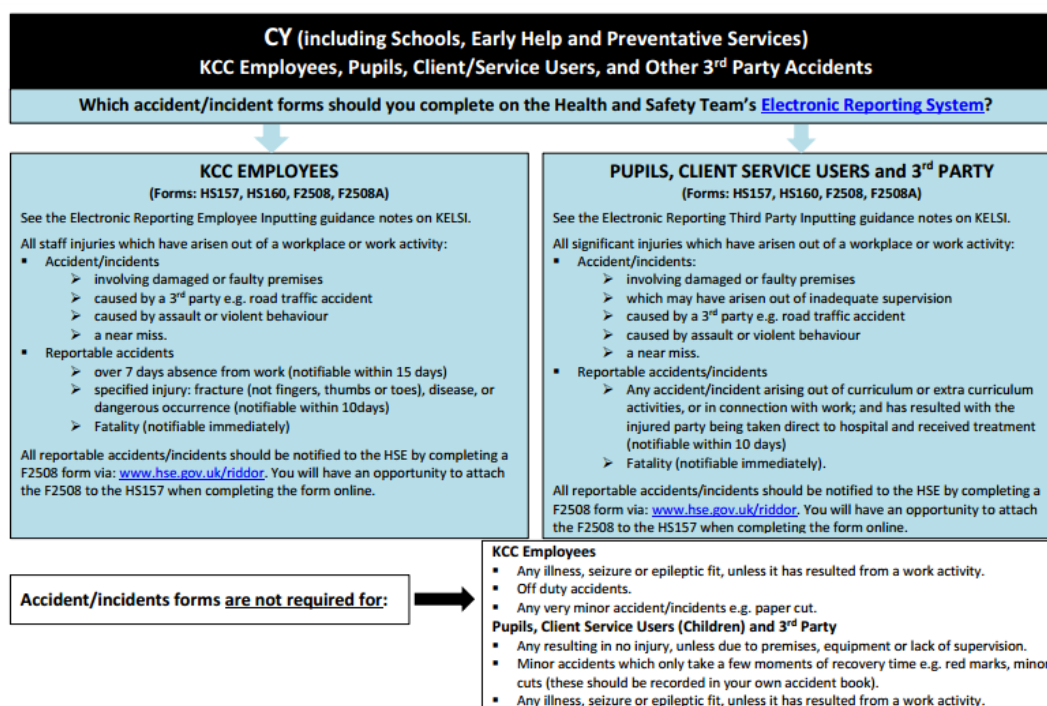 CY (including Schools, Early Help and Preventative Services)
KCC Employees, Pupils, Client/Service Users, and Other 3rd Party Accidents
Which accident/incident forms should you complete on the Health and Safety Team's Electronic Reporting System?
KCC EMPLOYEES
(Forms: HS157, HS160, F2508, F2508A)
See the Electronic Reporting Employee Inputting guidance notes on KELSI.
All staff injuries which have arisen out of a workplace or work activity:
▪ Accident/incidents
➢ involving damaged or faulty premises
➢ caused by a 3rd party e.g. road traffic accident
➢ caused by assault or violent behaviour
➢ a near miss.
▪ Reportable accidents
➢ over 7 days absence from work (notifiable within 15 days)
➢ specified injury: fracture (not fingers, thumbs or toes), disease, or
dangerous occurrence (notifiable within 10days)
➢ Fatality (notifiable immediately)
All reportable accidents/incidents should be notified to the HSE by completing a
F2508 form via: www.hse.gov.uk/riddor. You will have an opportunity to attach
the F2508 to the HS157 when completing the form online.
PUPILS, CLIENT SERVICE USERS and 3rd PARTY
(Forms: HS157, HS160, F2508, F2508A)
See the Electronic Reporting Third Party Inputting guidance notes on KELSI.
All significant injuries which have arisen out of a workplace or work activity:
▪ Accident/incidents:
➢ involving damaged or faulty premises
➢ which may have arisen out of inadequate supervision
➢ caused by a 3rd party e.g. road traffic accident
➢ caused by assault or violent behaviour
➢ a near miss.
▪ Reportable accidents/incidents
➢ Any accident/incident arising out of curriculum or extra curriculum
activities, or in connection with work; and has resulted with the
injured party being taken direct to hospital and received treatment
(notifiable within 10 days)
➢ Fatality (notifiable immediately).
All reportable accidents/incidents should be notified to the HSE by completing a
F2508 form via: www.hse.gov.uk/riddor. You will have an opportunity to attach
the F2508 to the HS157 when completing the form online.
Accident/incidents forms are not required for:
KCC Employees
▪ Any illness, seizure or epileptic fit, unless it has resulted from a work activity.
▪ Off duty accidents.
▪ Any very minor accident/incidents e.g. paper cut.
Pupils, Client Service Users (Children) and 3rd Party
▪ Any resulting in no injury, unless due to premises, equipment or lack of supervision.
▪ Minor accidents which only take a few moments of recovery time e.g. red marks, minor
cuts (these should be recorded in your own accident book).
▪ Any illness, seizure or epileptic fit, unless it has resulted from a work activity.